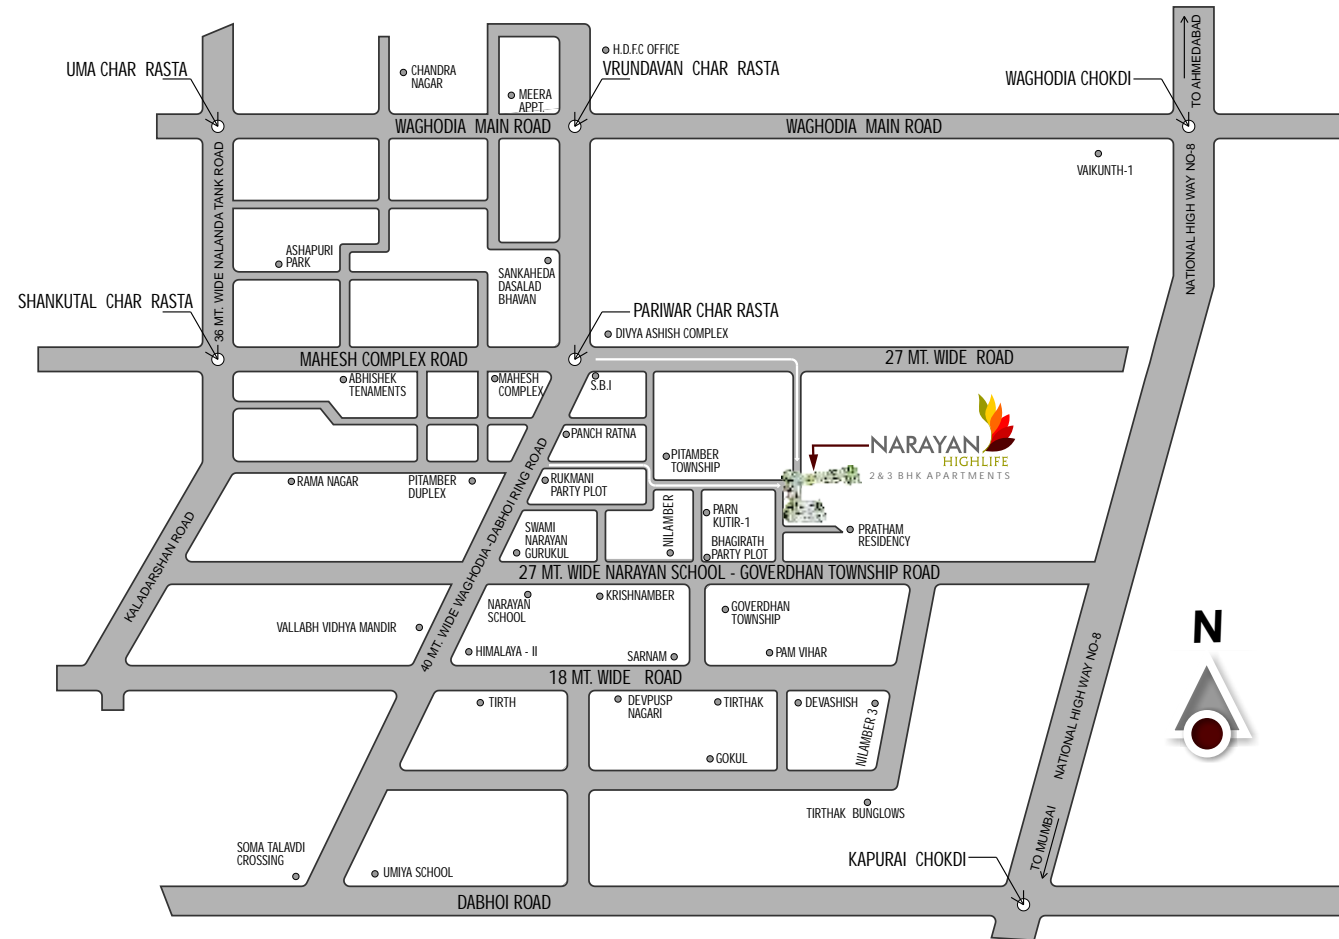 H.D.F.C OFFICE
UMA CHAR RASTA
CHANDRA
NAGAR
VRUNDAVAN CHAR RASTA
WAGHODIA CHOKDI
TO AHMEDABAD
MEERA
APPT.
WAGHODIA MAIN ROAD
WAGHODIA MAIN ROAD
VAIKUNTH-1
36 MT. WIDE NALANDA TANK ROAD
NATIONAL HIGH WAY NO-8
ASHAPURI
PARK
SANKAHEDA
DASALAD
BHAVAN
SHANKUTAL CHAR RASTA
PARIWAR CHAR RASTA
DIVYA ASHISH COMPLEX
MAHESH COMPLEX ROAD
27 MT. WIDE ROAD
ABHISHEK
TENAMENTS
MAHESH
COMPLEX
S.B.I
PANCH RATNA
NARAYAN
HIGHLIFE
2&3 BHK APARTMENTS
PITAMBER
TOWNSHIP
RAMA NAGAR
PITAMBER
DUPLEX
RUKMANI
PARTY PLOT
40 MT. WIDE WAGHODIA -DABHOI RING ROAD
NILAMBER
PARN
KUTIR-1
SWAMI
NARAYAN
GURUKUL
BHAGIRATH
PARTY PLOT
PRATHAM
RESIDENCY
KALADARSHAN ROAD
27 MT. WIDE NARAYAN SCHOOL - GOVERDHAN TOWNSHIP ROAD
NARAYAN
SCHOOL
KRISHNAMBER
GOVERDHAN
TOWNSHIP
VALLABH VIDHYA MANDIR
HIMALAYA - II
SARNAM
PAM VIHAR
N
18 MT. WIDE ROAD
NATIONAL HIGH WAY NO-8
TIRTH
DEVPUSP
NAGARI
TIRTHAK
DEVASHISH
NILAMBER 3
GOKUL
TIRTHAK BUNGLOWS
TO MUMBAI
SOMA TALAVDI
CROSSING
UMIYA SCHOOL
KAPURAI CHOKDI
DABHOI ROAD